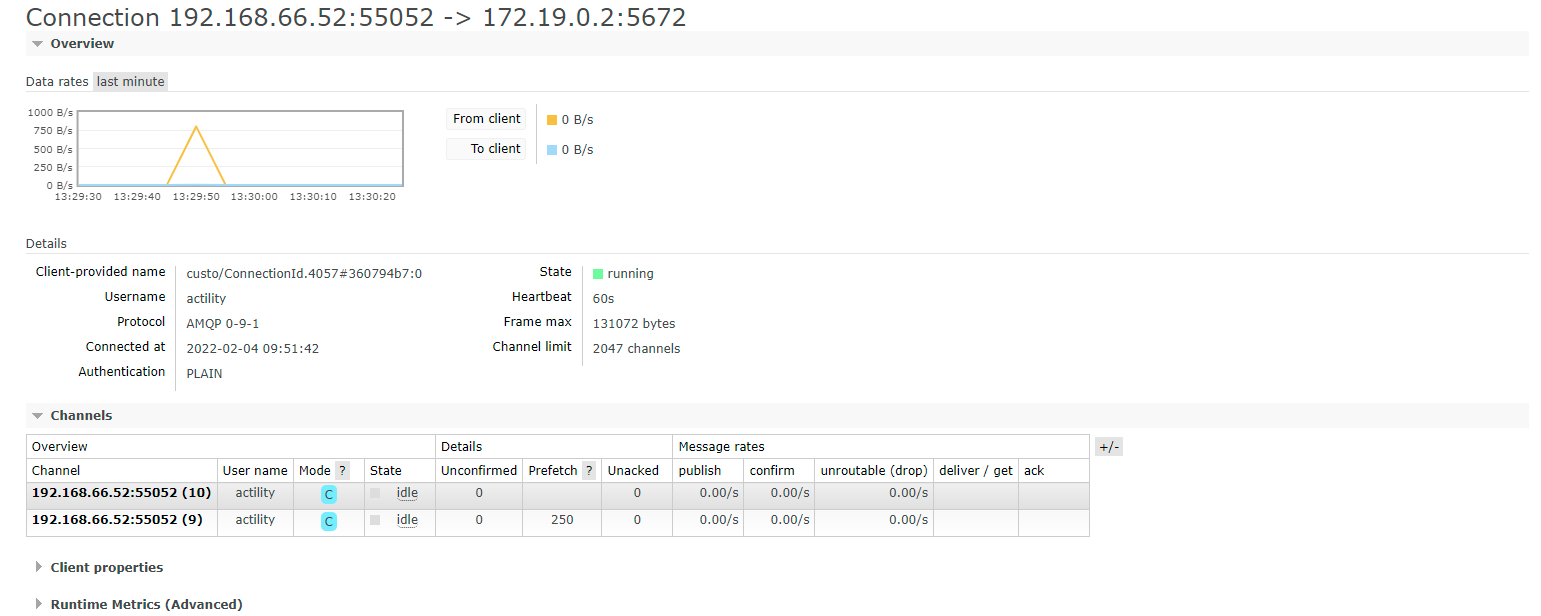 Connection 192.168.66.52:55052 -> 172.19.0.2:5672
Overview
Data rates last minute
1000 B/s
750 B/s
500 B/s
250 B/s
0 B/s
13:29:30 13:29:40 13:29:50 13:30:00 13:30:10 13:30:20
From client 0 B/s
To client 0 B/s
Details
Client-provided name custo/ConnectionId.4057#360794b7:0
Username actility
Protocol AMQP 0-9-1
Connected at 2022-02-04 09:51:42
Authentication PLAIN
State running
Heartbeat 60s
Frame max 131072 bytes
Channel limit 2047 channels
Channels
Overview Details Message rates +/-
Channel User name Mode ? State Unconfirmed Prefetch ? Unacked publish confirm unroutable (drop) deliver / get ack
192.168.66.52:55052 (10) actility C idle 0 0 0.00/s 0.00/s 0.00/s
192.168.66.52:55052 (9) actility C idle 0 250 0 0.00/s 0.00/s 0.00/s
Client properties
Runtime Metrics (Advanced)